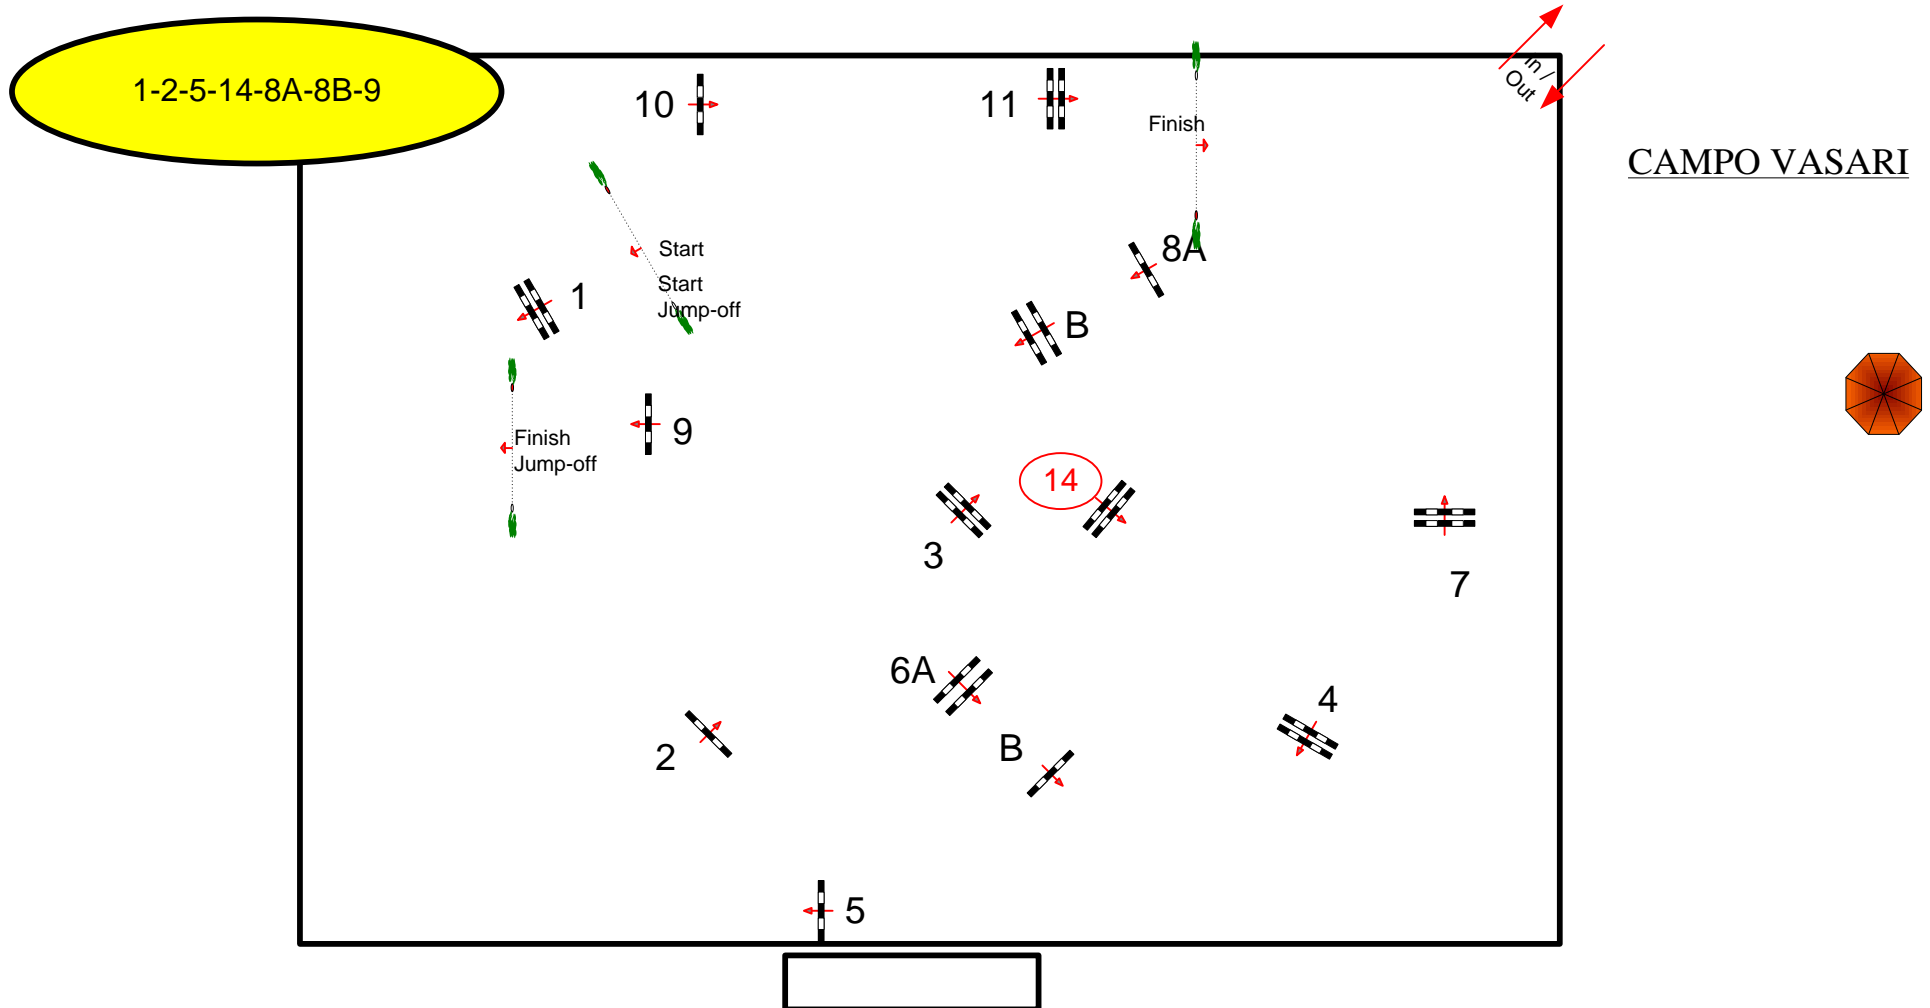 1-2-5-14-8A-8B-9
10
11
In /
Out
Finish
CAMPO VASARI
Start
8A
Start
Jump-off
1
B
9
Finish
Jump-off
14
3
7
6A
4
2
B
5